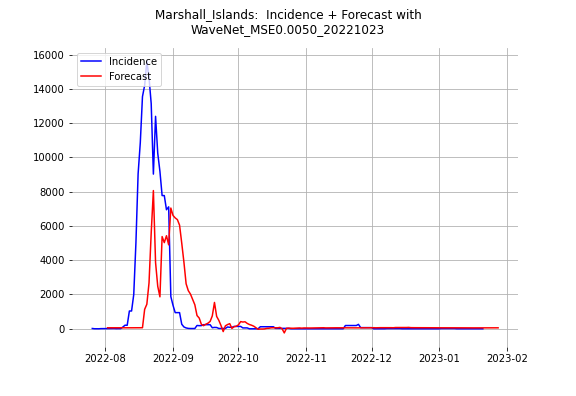 Marshall_Islands:  Incidence + Forecast with
WaveNet_MSE0.0050_20221023
Incidence
Forecast
16000
14000
12000
10000
8000
6000
4000
2000
0
2022-08 2022-09 2022-10 2022-11 2022-12 2023-01 2023-02